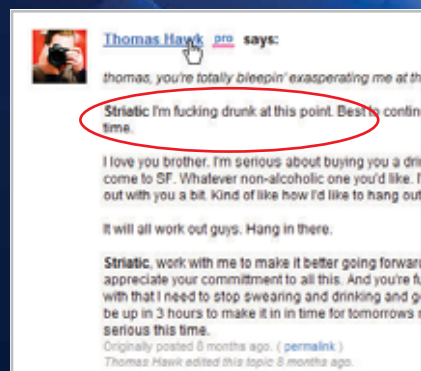 Thomas Hawk pro says:
thomas, you're totally bleepin' exasperating me at th
Striatic I'm fucking drunk at this point. Best to contin
time.
I love you brother. I'm serious about buying you a drin
come to SF. Whatever non-alcoholic one you'd like. I'
out with you a bit. Kind of like how I'd like to hang out
It will all work out guys. Hang in there.
Striatic, work with me to make it better going forward
appreciate your committment to all this. And you're fu
with that I need to stop swearing and drinking and g
be up in 3 hours to make it in in time for tomorrows
serious this time.
Originally posted 8 months ago. ( permalink )
Thomas Hawk edited this topic 8 months ago.